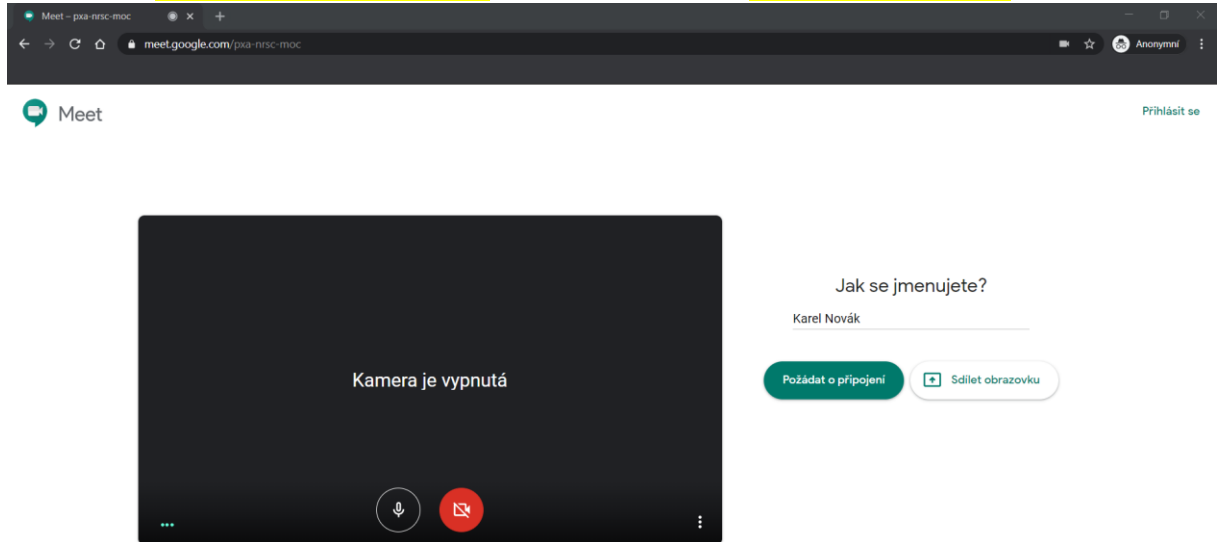 Meet – pxa-nrsc-moc
meet.google.com/pxa-nrsc-moc
Anonymní
Meet
Přihlásit se
Kamera je vypnutá
Jak se jmenujete?
Karel Novák
Požádat o připojení
Sdílet obrazovku